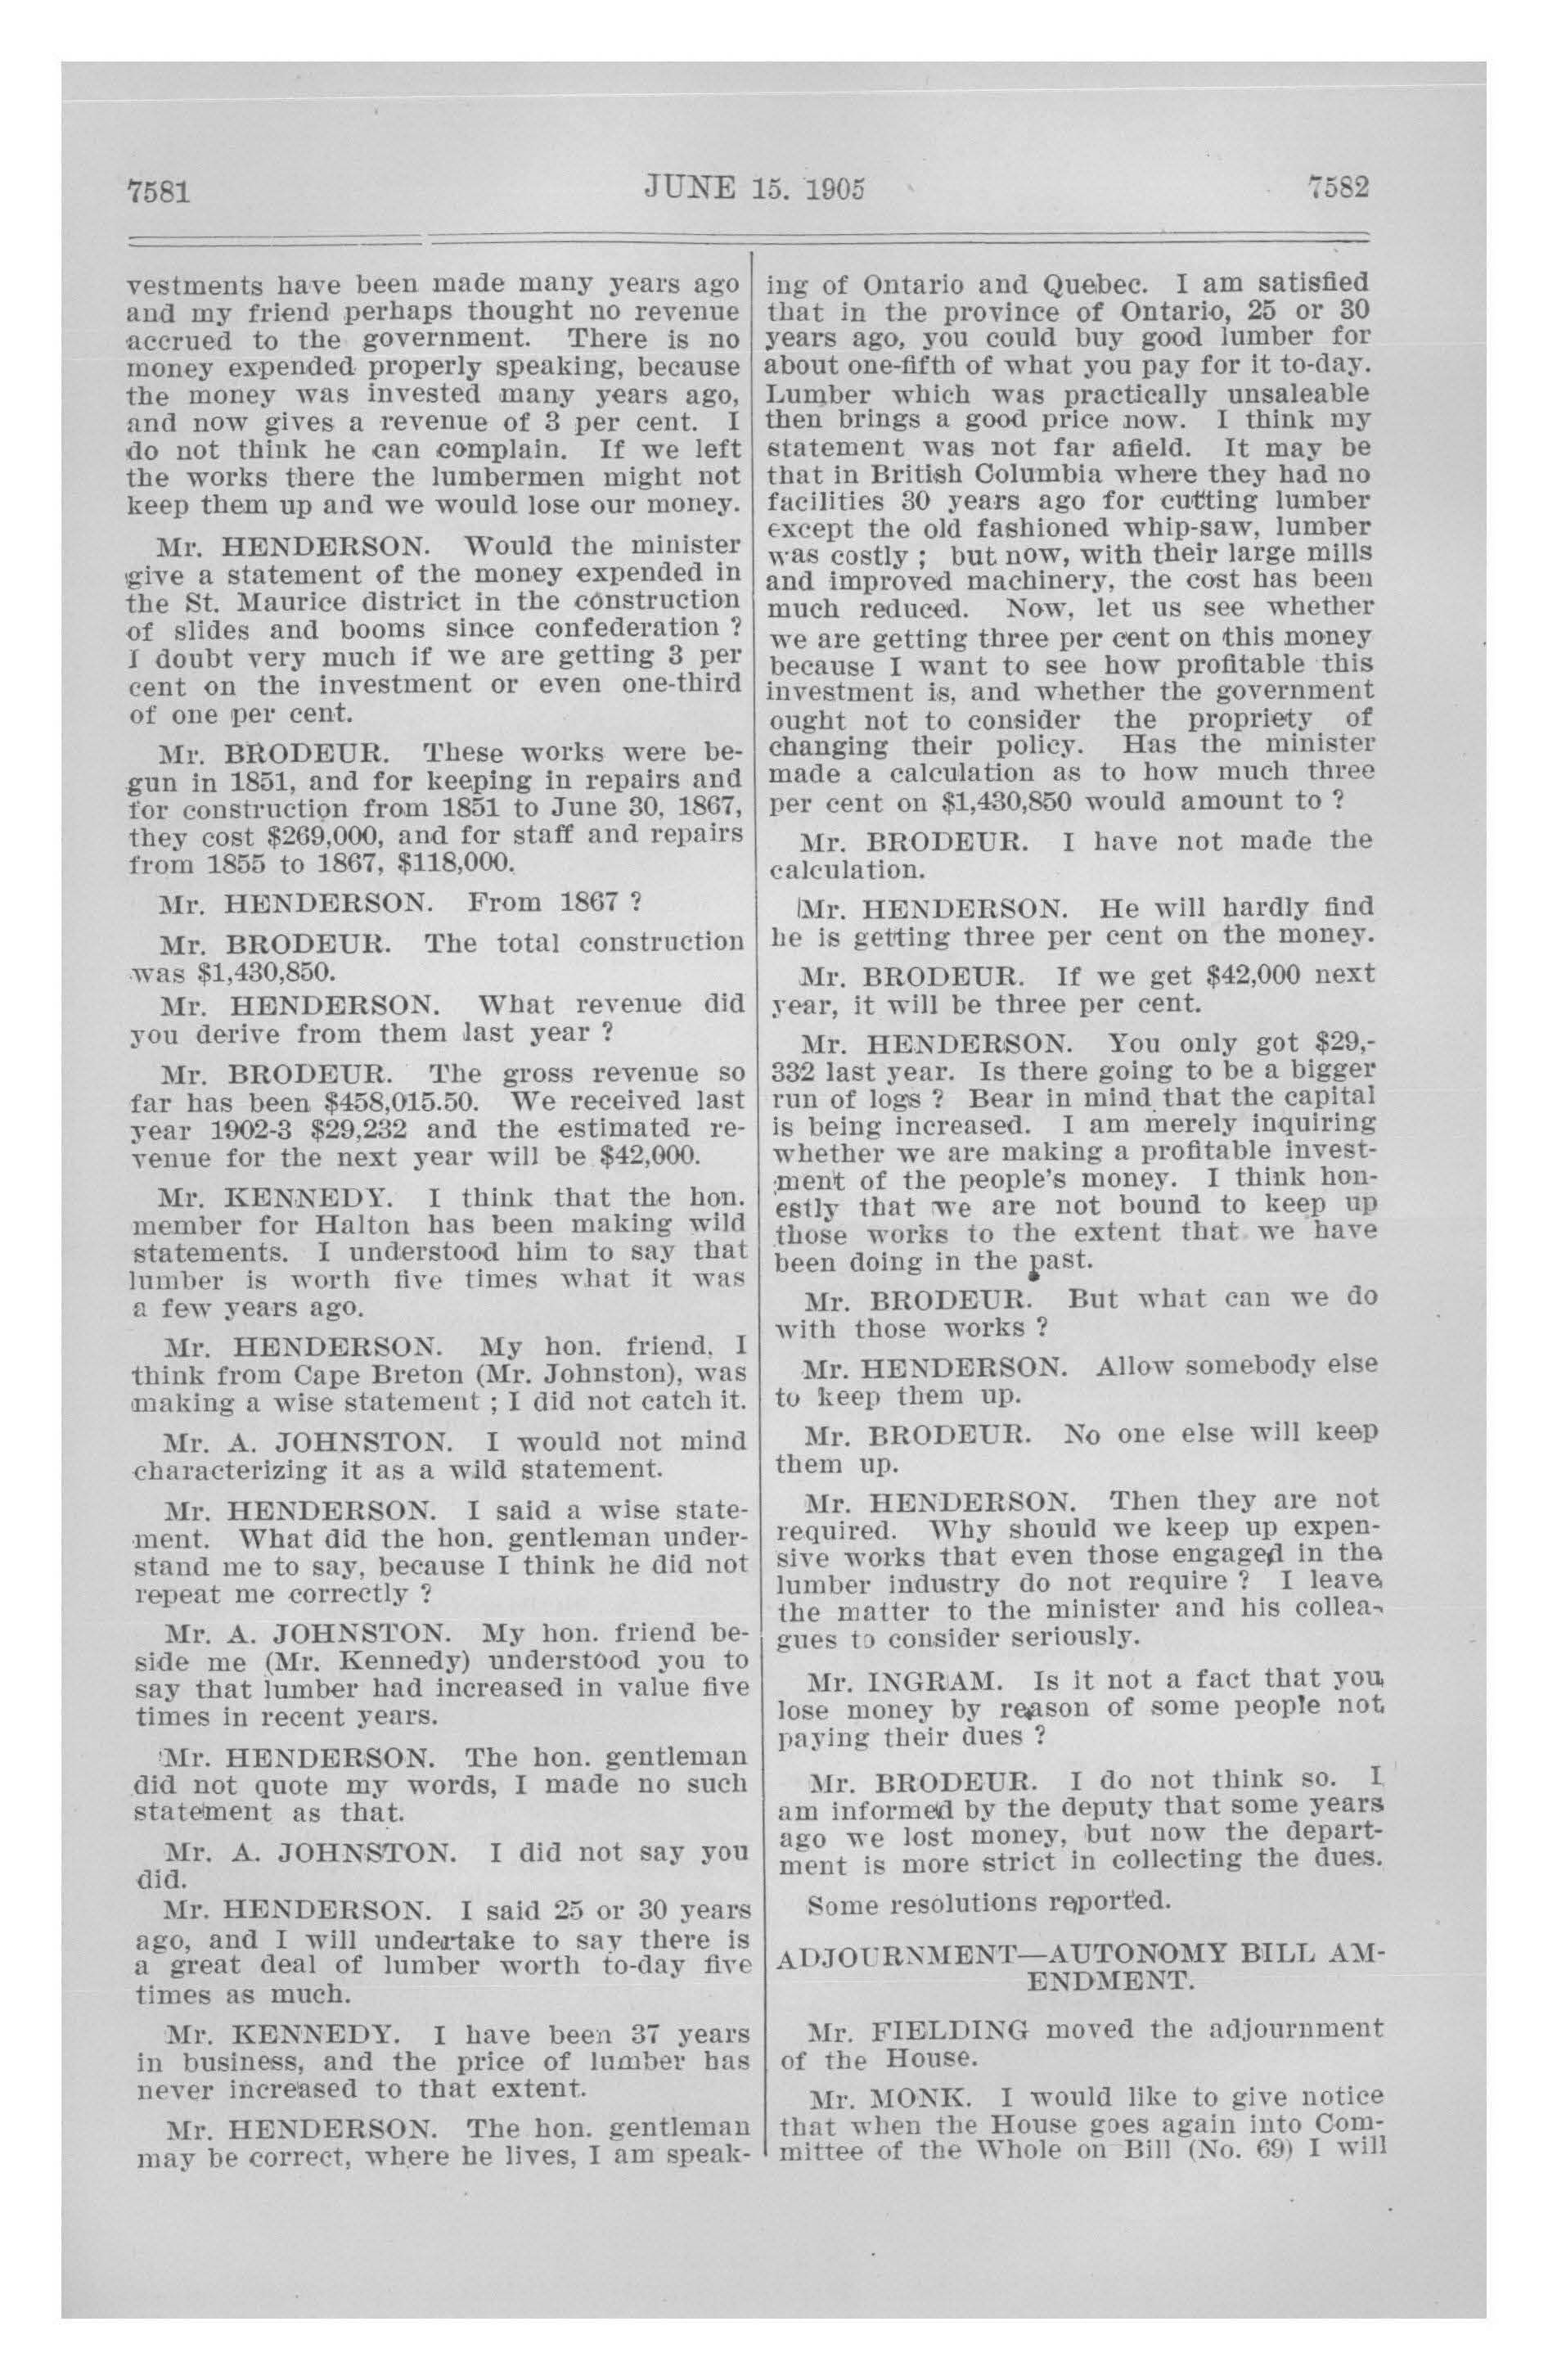 7581
JUNE 15. 1905
7582
vestments have been made many years ago
and my friend perhaps thought no revenue
accrued to the government. There is no
money expended properly speaking, because
the money was invested many years ago,
and now gives a revenue of 3 per cent. I
do not think he can complain. If we left
the works there the lumbermen might not
keep them up and we would lose our money.
Mr. HENDERSON. Would the minister
give a statement of the money expended in
the St. Maurice district in the construction
of slides and booms since confederation ?
I doubt very much if we are getting 3 per
cent on the investment or even one-third
of one per cent.
Mr. BRODEUR. These works were be-
gun in 1851, and for keeping in repairs and
for construction from 1851 to June 30, 1867,
they cost $269,000, and for staff and repairs
from 1855 to 1867, $118,000.
Mr. HENDERSON. From 1867 ?
Mr. BRODEUR. The total construction
was $1,430,850.
Mr. HENDERSON. What revenue did
you derive from them last year ?
Mr. BRODEUR. The gross revenue so
far has been $458,015.50. We received last
year 1902-3 $29,232 and the estimated re-
venue for the next year will be $42,000.
Mr. KENNEDY. I think that the hon.
member for Halton has been making wild
statements. I understood him to say that
lumber is worth five times what it was
a few years ago.
Mr. HENDERSON. My hon. friend, I
think from Cape Breton (Mr. Johnston), was
making a wise statement ; I did not catch it.
Mr. A. JOHNSTON. I would not mind
characterizing it as a wild statement.
Mr. HENDERSON. I said a wise state-
ment. What did the hon. gentleman under-
stand me to say, because I think he did not
repeat me correctly ?
Mr. A. JOHNSTON. My hon. friend be-
side me (Mr. Kennedy) understood you to
say that lumber had increased in value five
times in recent years.
Mr. HENDERSON. The hon. gentleman
did not quote my words, I made no such
statement as that.
Mr. A. JOHNSTON. I did not say you
did.
Mr. HENDERSON. I said 25 or 30 years
ago, and I will undertake to say there is
a great deal of lumber worth to-day five
times as much.
Mr. KENNEDY. I have been 37 years
in business, and the price of lumber has
never increased to that extent.
Mr. HENDERSON. The hon. gentleman
may be correct, where he lives, I am speak-
ing of Ontario and Quebec. I am satisfied
that in the province of Ontario, 25 or 30
years ago, you could buy good lumber for
about one-fifth of what you pay for it to-day.
Lumber which was practically unsaleable
then brings a good price now. I think my
statement was not far afield. It may be
that in British Columbia where they had no
facilities 30 years ago for cutting lumber
except the old fashioned whip-saw, lumber
was costly ; but now, with their large mills
and improved machinery, the cost has been
much reduced. Now, let us see whether
we are getting three per cent on this money
because I want to see how profitable this
investment is, and whether the government
ought not to consider the propriety of
changing their policy. Has the minister
made a calculation as to how much three
per cent on $1,430,850 would amount to ?
Mr. BRODEUR. I have not made the
calculation.
Mr. HENDERSON. He will hardly find
he is getting three per cent on the money.
Mr. BRODEUR. If we get $42,000 next
year, it will be three per cent.
Mr. HENDERSON. You only got $29,-
332 last year. Is there going to be a bigger
run of logs ? Bear in mind that the capital
is being increased. I am merely inquiring
whether we are making a profitable invest-
ment of the people's money. I think hon-
estly that we are not bound to keep up
those works to the extent that we have
been doing in the past.
Mr. BRODEUR. But what can we do
with those works ?
Mr. HENDERSON. Allow somebody else
to keep them up.
Mr. BRODEUR. No one else will keep
them up.
Mr. HENDERSON. Then they are not
required. Why should we keep up expen-
sive works that even those engaged in the
lumber industry do not require ? I leave
the matter to the minister and his collea-
gues to consider seriously.
Mr. INGRAM. Is it not a fact that you
lose money by reason of some people not
paying their dues ?
Mr. BRODEUR. I do not think so. I
am informed by the deputy that some years
ago we lost money, but now the depart-
ment is more strict in collecting the dues.
Some resolutions reported.
ADJOURNMENT—AUTONOMY BILL AM-
ENDMENT.
Mr. FIELDING moved the adjournment
of the House.
Mr. MONK. I would like to give notice
that when the House goes again into Com-
mittee of the Whole on Bill (No. 69) I will